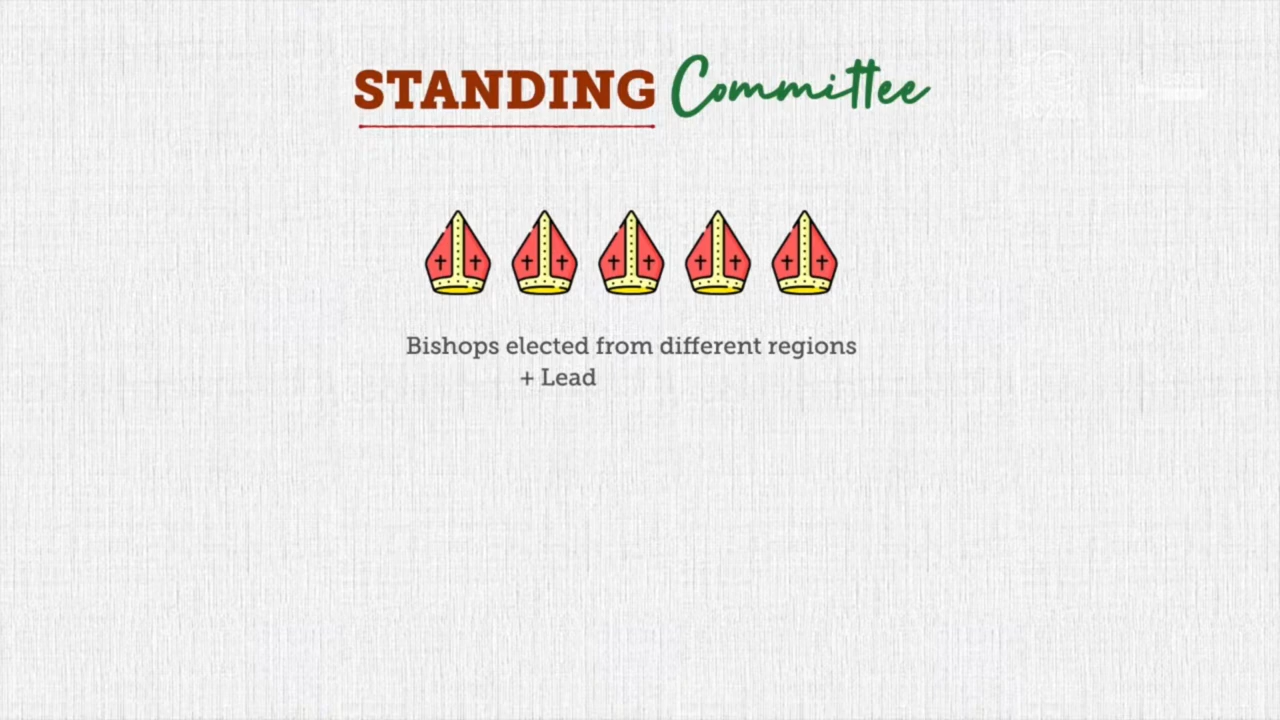 STANDING Committee
Bishops elected from different regions
+ Lead